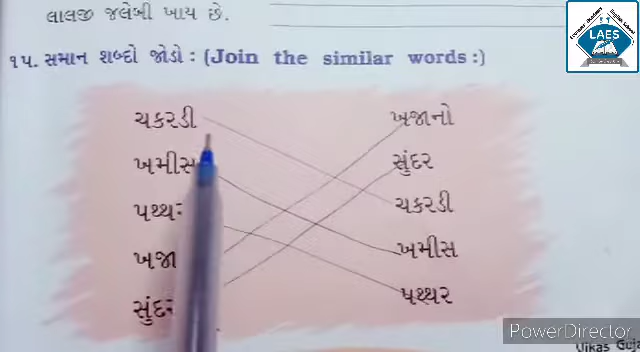 લાલજી જલેબી ખાય છે.
૧૫. સમાન શબ્દો જોડો : (Join the similar words :)
ચકરડી ખજાનો
ખમીસ સુંદર
ચકરડી
ખમીસ
પથ્થર
LAES
PowerDirector